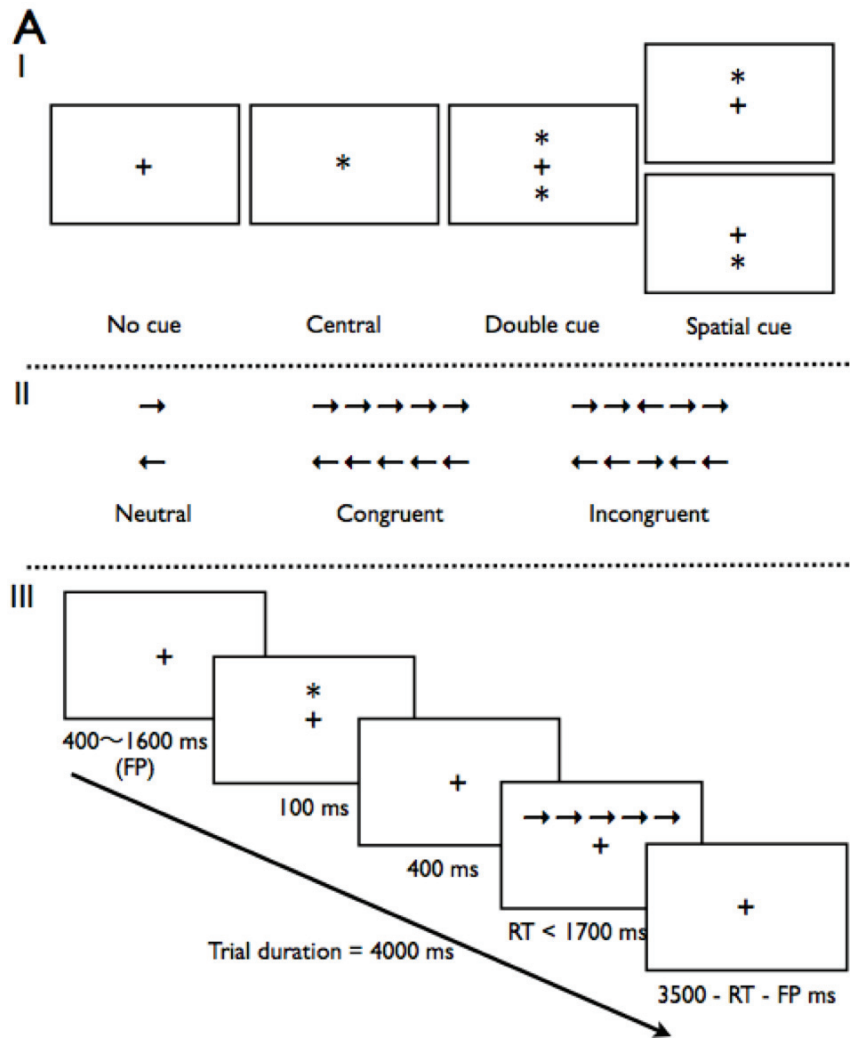 A
I
*
+
+
*
*
+
*
+
*
No cue
Central
Double cue
Spatial cue
II
→
→→→→→
→→←→→
←
←←←←←
←←→←←
Neutral
Congruent
Incongruent
III
+
*
+
+
→→→→→
+
+
400～1600 ms
(FP)
100 ms
400 ms
RT < 1700 ms
Trial duration = 4000 ms
3500 - RT - FP ms